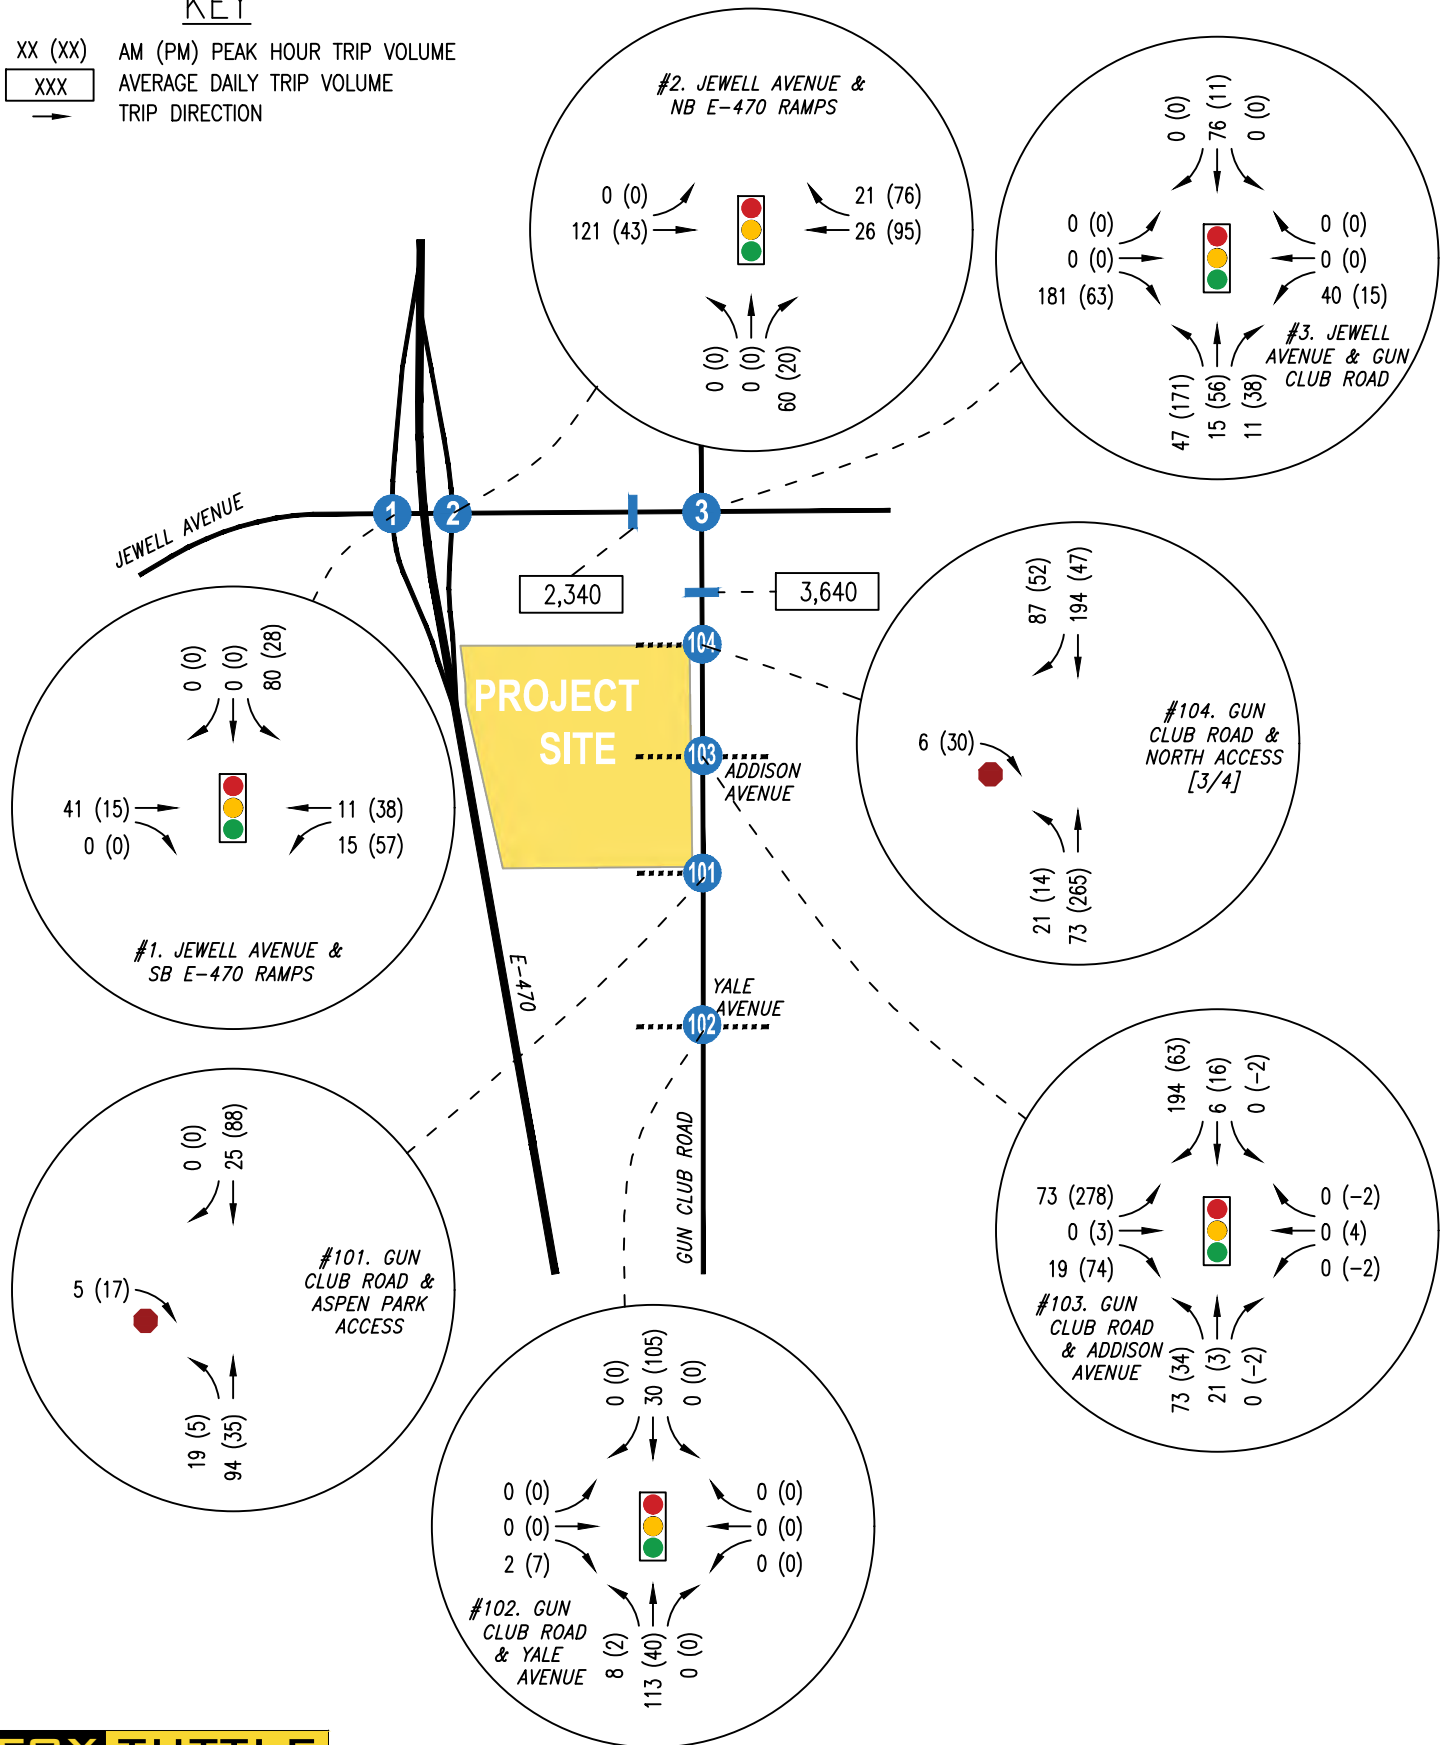 KEY
XX (XX) AM (PM) PEAK HOUR TRIP VOLUME
XXX AVERAGE DAILY TRIP VOLUME
TRIP DIRECTION
#2. JEWELL AVENUE &
NB E-470 RAMPS
0 (0)
121 (43)
21 (76)
26 (95)
0 (0)
0 (0)
60 (20)
0 (0)
76 (11)
0 (0)
0 (0)
0 (0)
181 (63)
0 (0)
0 (0)
40 (15)
#3. JEWELL
AVENUE & GUN
CLUB ROAD
47 (171)
15 (56)
11 (38)
JEWELL AVENUE
1
2
3
2,340
3,640
104
PROJECT
SITE
103
ADDISON
AVENUE
101
E-470
YALE
AVENUE
102
GUN CLUB ROAD
0 (0)
0 (0)
80 (28)
41 (15)
0 (0)
11 (38)
15 (57)
#1. JEWELL AVENUE &
SB E-470 RAMPS
87 (52)
194 (47)
6 (30)
#104. GUN
CLUB ROAD &
NORTH ACCESS
[3/4]
21 (14)
73 (265)
0 (0)
25 (88)
5 (17)
#101. GUN
CLUB ROAD &
ASPEN PARK
ACCESS
19 (5)
94 (35)
194 (63)
6 (16)
0 (-2)
73 (278)
0 (3)
19 (74)
0 (-2)
0 (4)
0 (-2)
#103. GUN
CLUB ROAD
& ADDISON
AVENUE
73 (34)
21 (3)
0 (-2)
0 (0)
30 (105)
0 (0)
0 (0)
0 (0)
2 (7)
0 (0)
0 (0)
0 (0)
#102. GUN
CLUB ROAD
& YALE
AVENUE
8 (2)
113 (40)
0 (0)
FOX TUTTLE